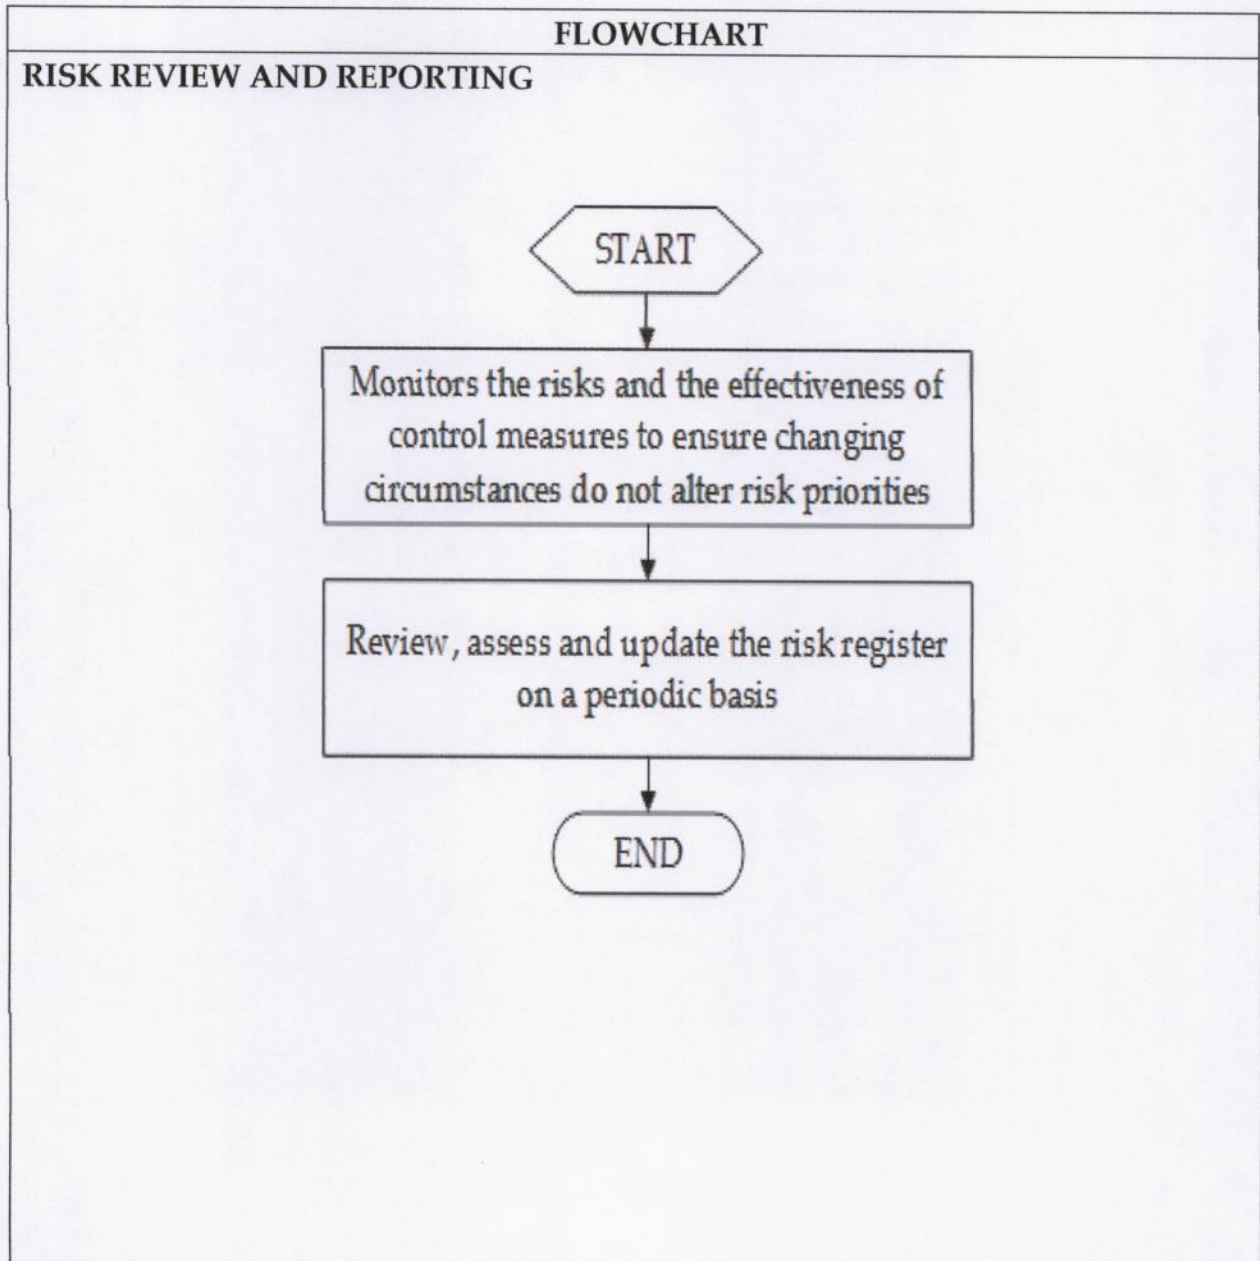 FLOWCHART
RISK REVIEW AND REPORTING
START
Monitors the risks and the effectiveness of
control measures to ensure changing
circumstances do not alter risk priorities
Review, assess and update the risk register
on a periodic basis
END